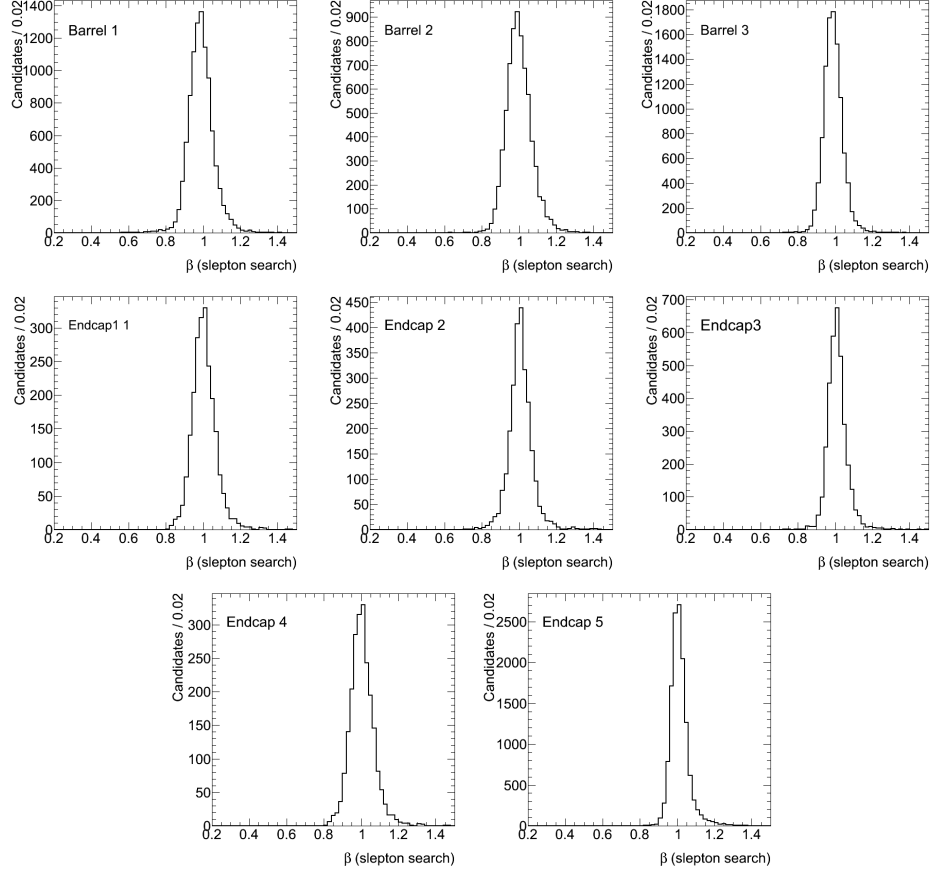 Candidates / 0.02
Barrel 1
1400
1200
1000
800
600
400
200
0
0.2 0.4 0.6 0.8 1 1.2 1.4
β (slepton search)
Candidates / 0.02
Barrel 2
900
800
700
600
500
400
300
200
100
0
0.2 0.4 0.6 0.8 1 1.2 1.4
β (slepton search)
Candidates / 0.02
Barrel 3
1800
1600
1400
1200
1000
800
600
400
200
0
0.2 0.4 0.6 0.8 1 1.2 1.4
β (slepton search)
Candidates / 0.02
Endcap1 1
300
250
200
150
100
50
0
0.2 0.4 0.6 0.8 1 1.2 1.4
β (slepton search)
Candidates / 0.02
Endcap 2
450
400
350
300
250
200
150
100
50
0
0.2 0.4 0.6 0.8 1 1.2 1.4
β (slepton search)
Candidates / 0.02
Endcap3
700
600
500
400
300
200
100
0
0.2 0.4 0.6 0.8 1 1.2 1.4
β (slepton search)
Candidates / 0.02
Endcap 4
300
250
200
150
100
50
0
0.2 0.4 0.6 0.8 1 1.2 1.4
β (slepton search)
Candidates / 0.02
Endcap 5
2500
2000
1500
1000
500
0
0.2 0.4 0.6 0.8 1 1.2 1.4
β (slepton search)